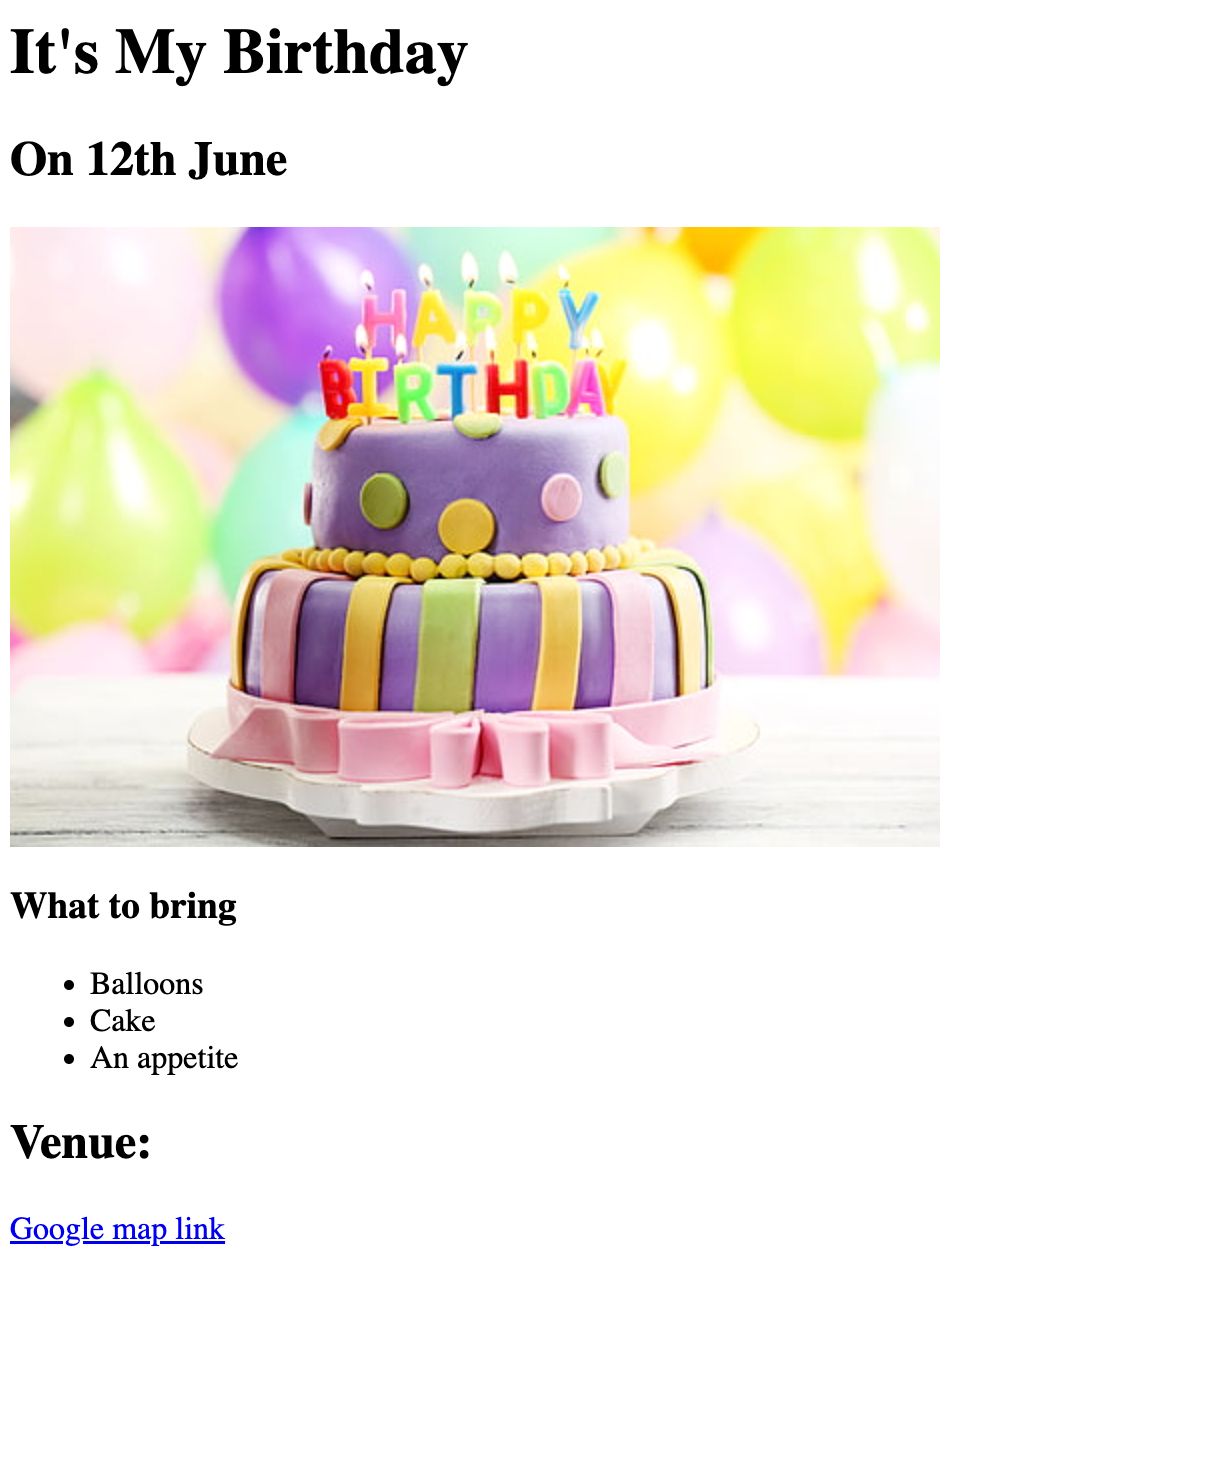 It's My Birthday
On 12th June
HAPPY
BIRTHDAY
What to bring
Balloons
Cake
An appetite
Venue:
Google map link